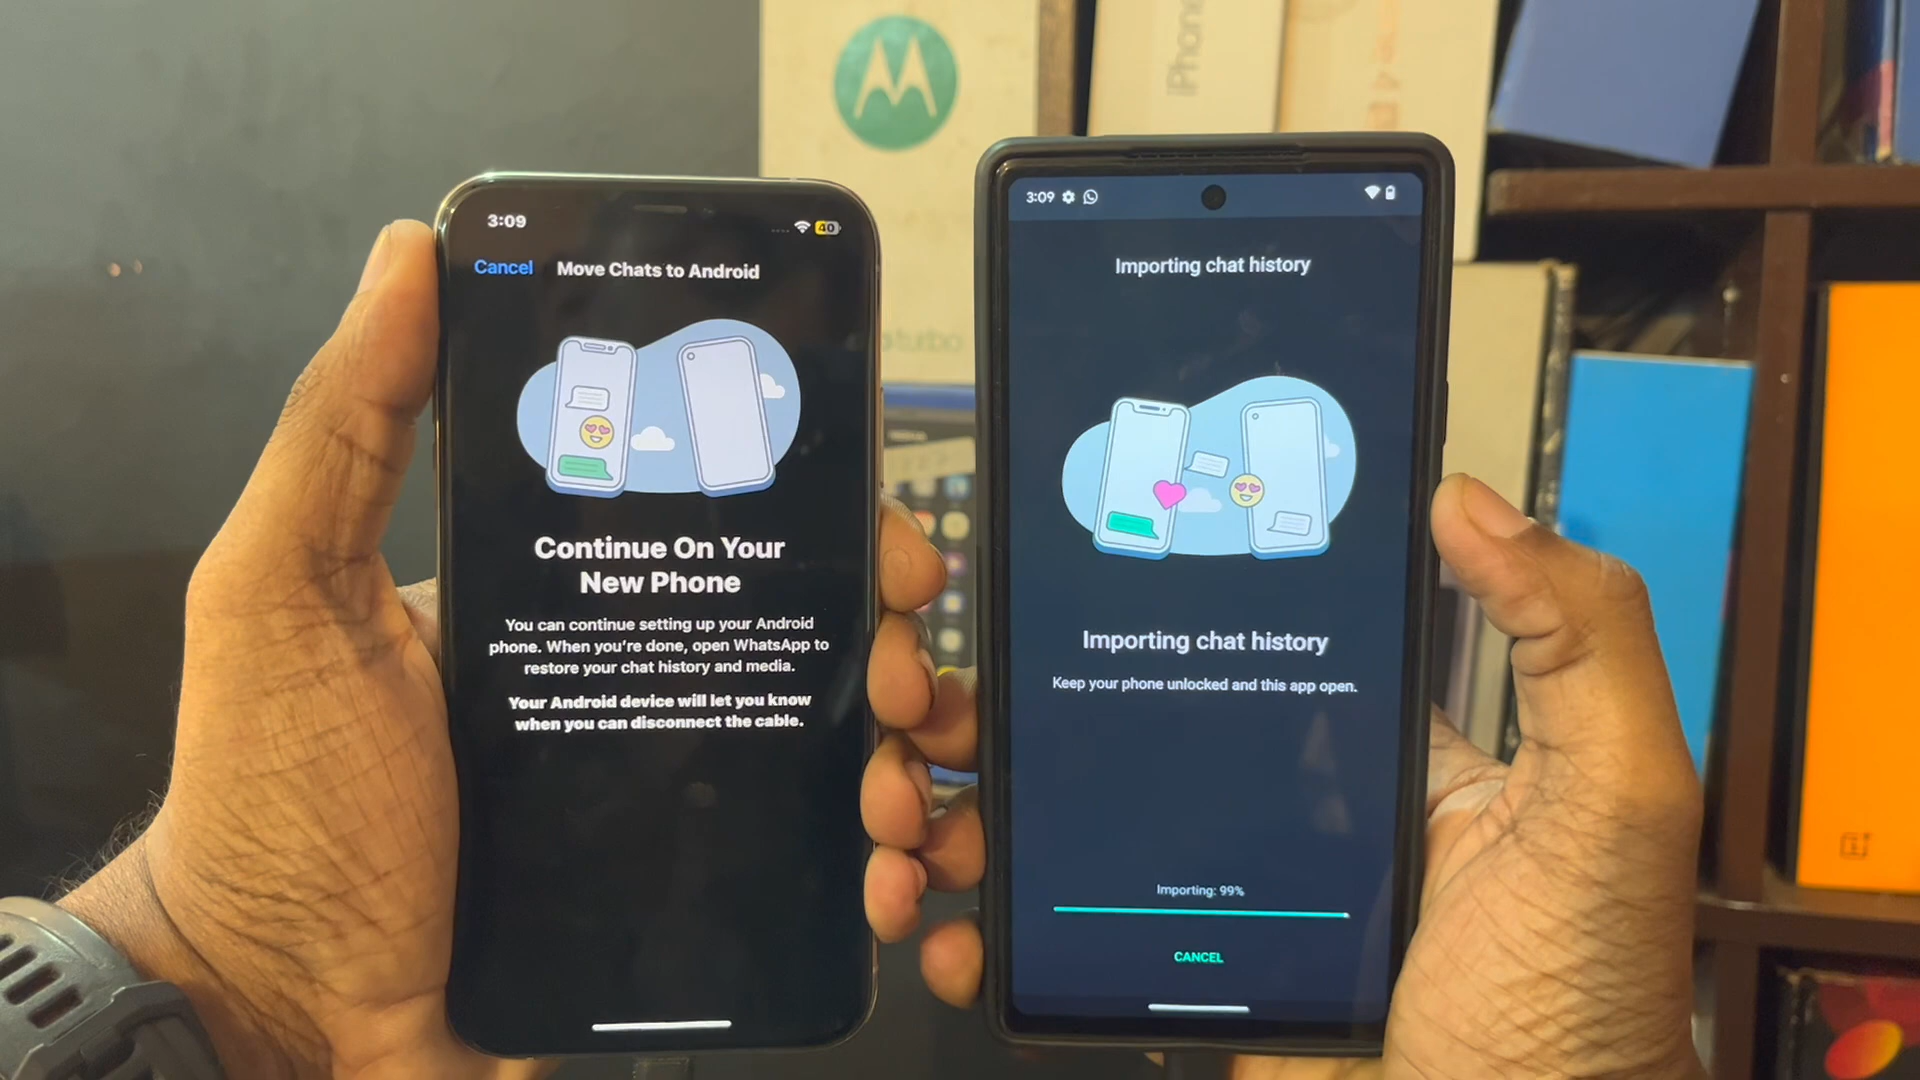 iPhone
3:09
40
Cancel
Move Chats to Android
Continue On Your
New Phone
You can continue setting up your Android
phone. When you're done, open WhatsApp to
restore your chat history and media.
Your Android device will let you know
when you can disconnect the cable.
3:09
Importing chat history
Importing chat history
Keep your phone unlocked and this app open.
Importing: 99%
CANCEL